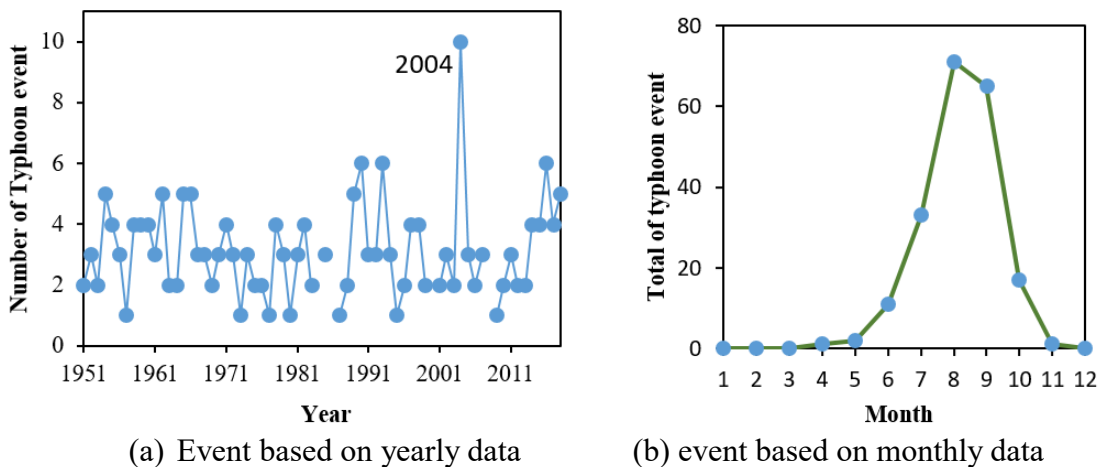 Number of Typhoon event
10
8
6
4
2
0
2004
1951 1961 1971 1981 1991 2001 2011
Year
(a) Event based on yearly data
Total of typhoon event
80
60
40
20
0
1 2 3 4 5 6 7 8 9 10 11 12
Month
(b) event based on monthly data